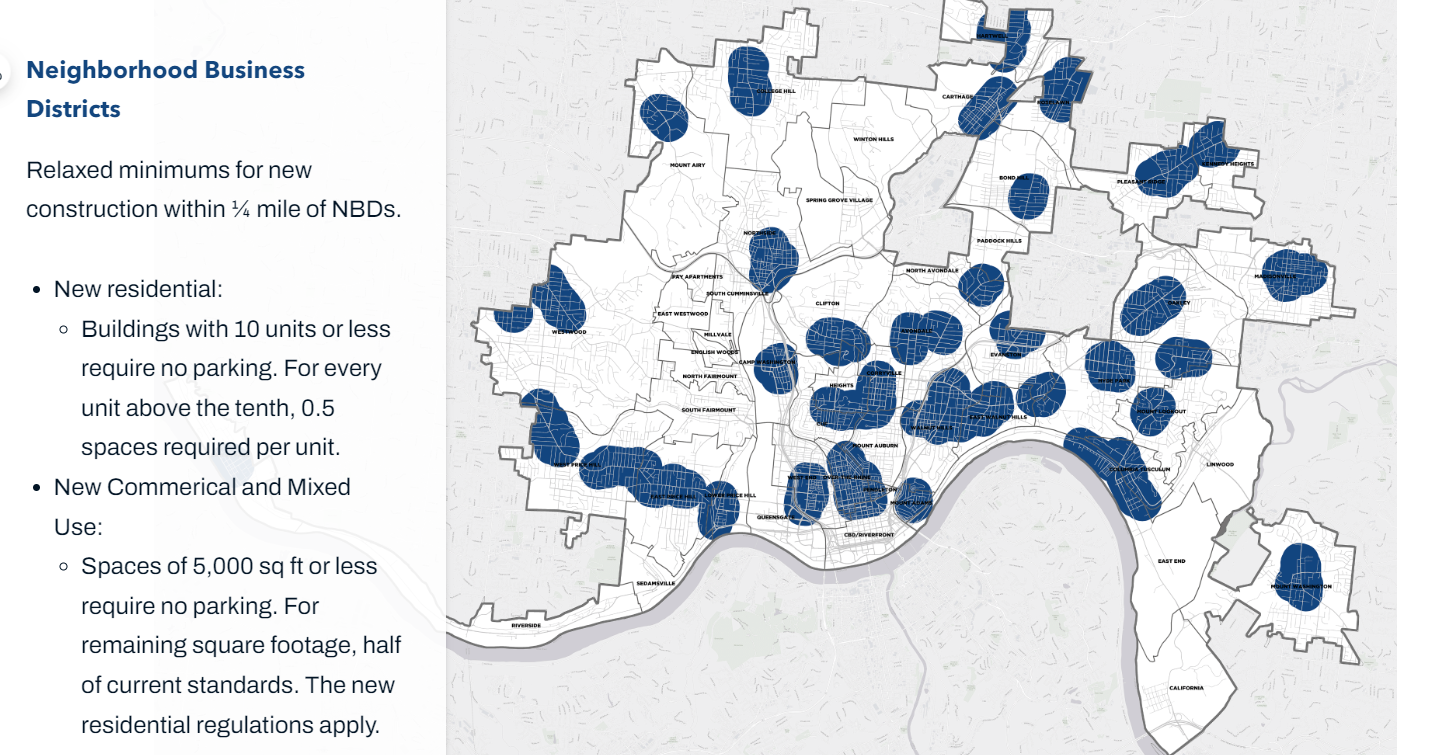 Neighborhood Business
Districts
Relaxed minimums for new
construction within ¼ mile of NBDs.
• New residential:
◦ Buildings with 10 units or less
require no parking. For every
unit above the tenth, 0.5
spaces required per unit.
• New Commerical and Mixed
Use:
◦ Spaces of 5,000 sq ft or less
require no parking. For
remaining square footage, half
of current standards. The new
residential regulations apply.
HARTWELL
COLLEGE HILL
CARTHAGE
WINTON HILLS
MOUNT AIRY
KENNEDY HEIGHTS
BOND HILL
PLEASANT RIDGE
SPRING GROVE VILLAGE
NORTHSIDE
PADDOCK HILLS
NORTH AVONDALE
MADISONVILLE
FAY APARTMENTS
SOUTH CUMMINSVILLE
CLIFTON
OAKLEY
EAST WESTWOOD
WESTWOOD
AVONDALE
MILLVALE
ENGLISH WOODS
EVANSTON
CAMP WASHINGTON
NORTH FAIRMOUNT
CORRYVILLE
HYDE PARK
HEIGHTS
SOUTH FAIRMOUNT
MOUNT LOOKOUT
EAST WALNUT HILLS
WALNUT HILLS
MOUNT AUBURN
WEST PRICE HILL
LINWOOD
COLUMBIA TUSCULUM
WEST END
OVER-THE-RHINE
EAST PRICE HILL
LOWER PRICE HILL
PENDLETON
MOUNT ADAMS
QUEENSGATE
CBD/RIVERFRONT
EAST END
SEDAMSVILLE
MOUNT WASHINGTON
RIVERSIDE
CALIFORNIA